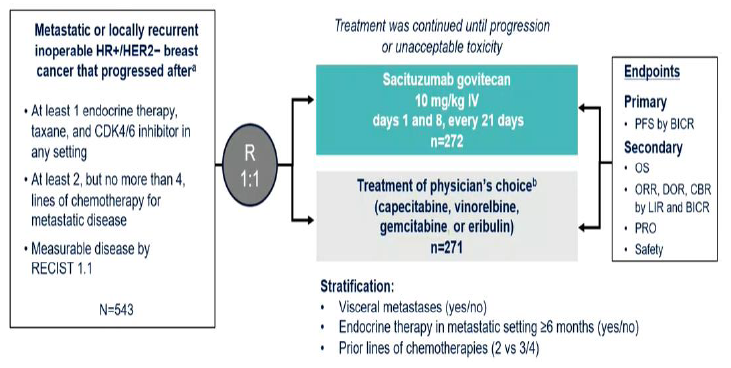 Metastatic or locally recurrent
inoperable HR+/HER2− breast
cancer that progressed afterᵃ
• At least 1 endocrine therapy,
taxane, and CDK4/6 inhibitor in
any setting
• At least 2, but no more than 4,
lines of chemotherapy for
metastatic disease
• Measurable disease by
RECIST 1.1
N=543
R
1:1
Treatment was continued until progression
or unacceptable toxicity
Sacituzumab govitecan
10 mg/kg IV
days 1 and 8, every 21 days
n=272
Treatment of physician's choiceᵇ
(capecitabine, vinorelbine,
gemcitabine, or eribulin)
n=271
Stratification:
• Visceral metastases (yes/no)
• Endocrine therapy in metastatic setting ≥6 months (yes/no)
• Prior lines of chemotherapies (2 vs 3/4)
Endpoints
Primary
• PFS by BICR
Secondary
• OS
• ORR, DOR, CBR
by LIR and BICR
• PRO
• Safety